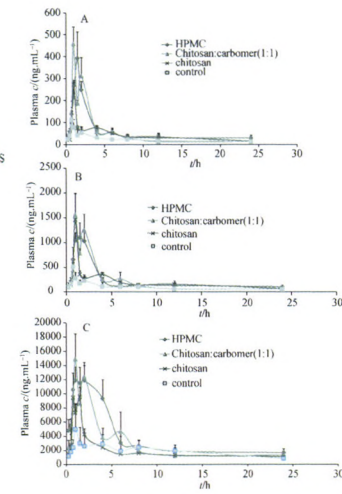 A
600
500
400
300
200
100
0
Plasma c/(ng.mL⁻¹)
HPMC
Chitosan:carbomer(1:1)
chitosan
control
0 5 10 15 20 25 30
t/h
s
B
2500
2000
1500
1000
500
0
Plasma c/(ng.mL⁻¹)
HPMC
Chitosan:carbomer(1:1)
chitosan
control
0 5 10 15 20 25 30
t/h
C
20000
18000
16000
14000
12000
10000
8000
6000
4000
2000
0
Plasma c/(ng.mL⁻¹)
HPMC
Chitosan:carbomer(1:1)
chitosan
control
0 5 10 15 20 25 30
t/h